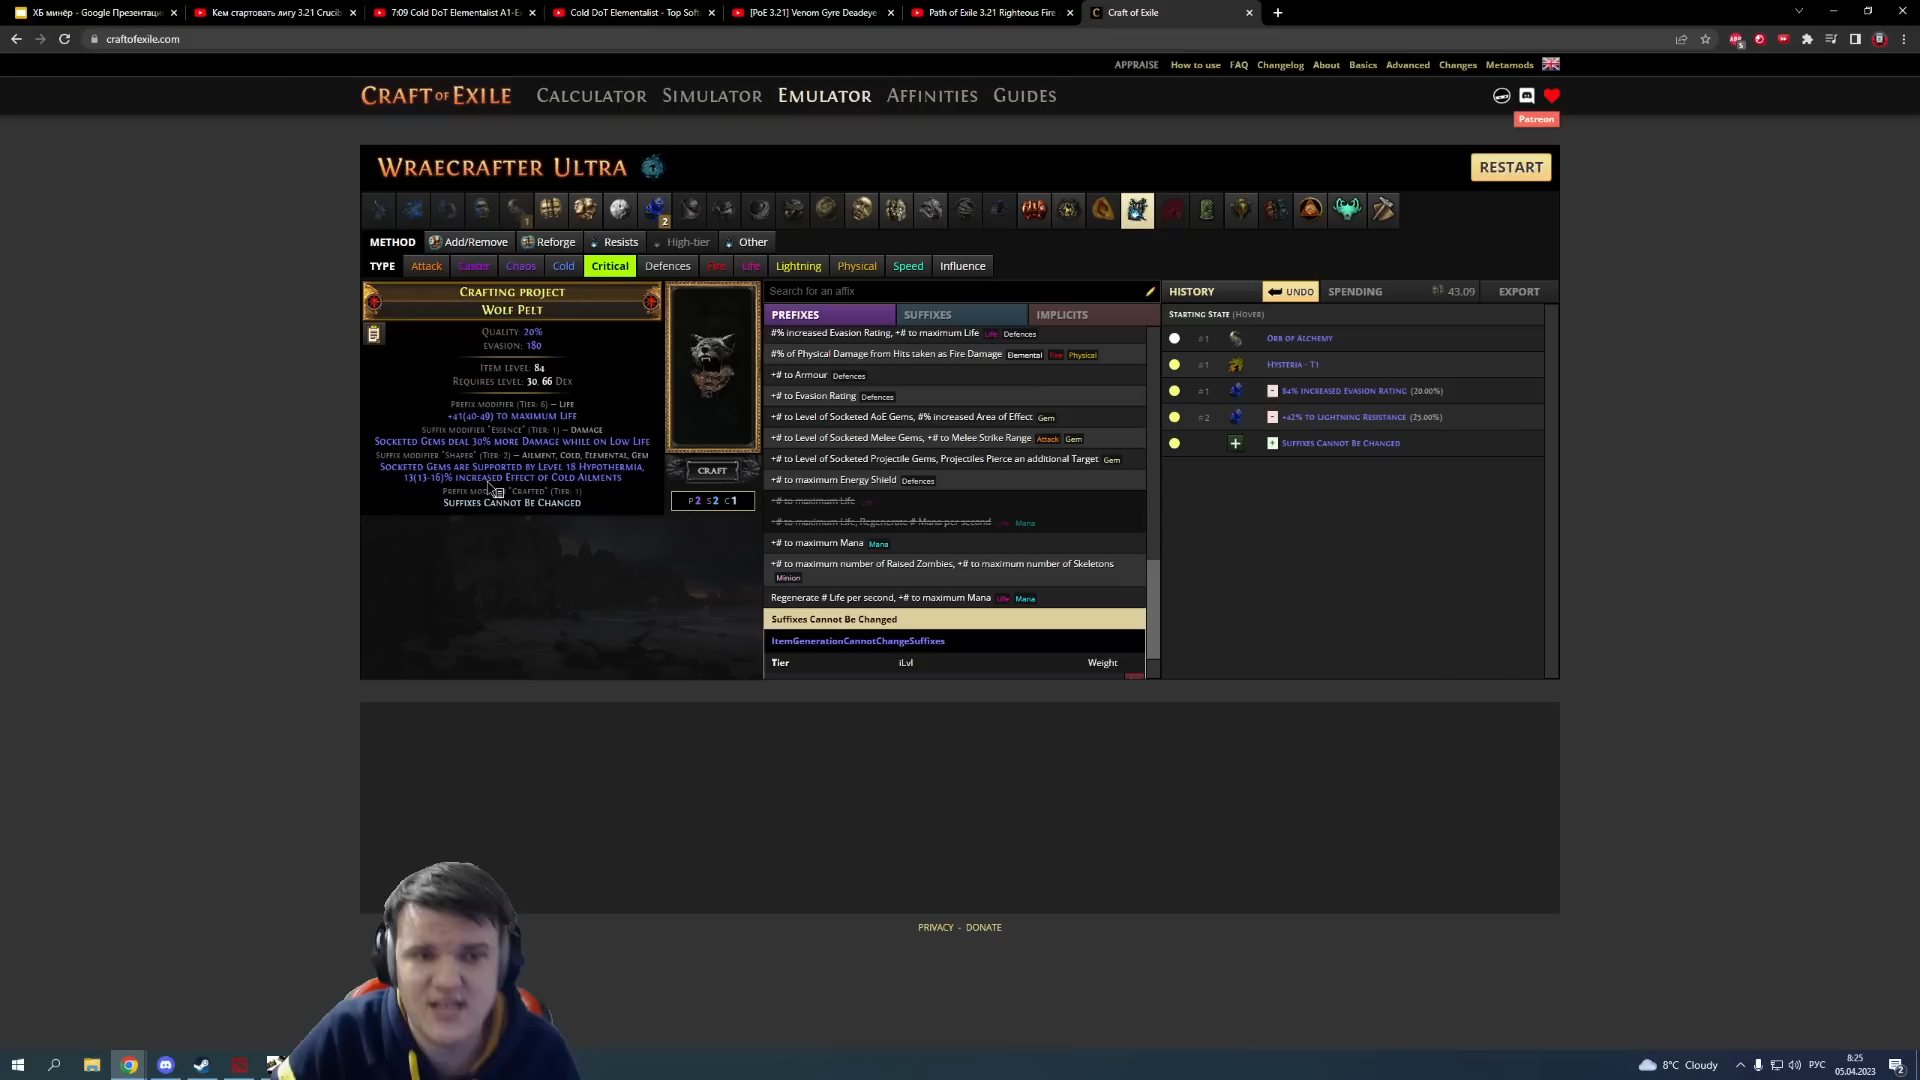 ХБ минёр - Google Презентаци
Кем стартовать лигу 3.21 Crucib
7:09 Cold DoT Elementalist A1-E
Cold DoT Elementalist - Top Soft
[PoE 3.21] Venom Gyre Deadeye
Path of Exile 3.21 Righteous Fire
Craft of Exile
craftofexile.com
APPRAISE How to use FAQ Changelog About Basics Advanced Changes Metamods
CRAFT OF EXILE CALCULATOR SIMULATOR EMULATOR AFFINITIES GUIDES
Patreon
WRAECRAFTER ULTRA
RESTART
1
2
METHOD Add/Remove Reforge Resists High-tier Other
TYPE Attack Caster Chaos Cold Critical Defences Fire Life Lightning Physical Speed Influence
CRAFTING PROJECT
WOLF PELT
QUALITY: 20%
EVASION: 180
ITEM LEVEL: 84
REQUIRES LEVEL: 30, 66 DEX
PREFIX MODIFIER (TIER: 6) — LIFE
+41(40-49) TO MAXIMUM LIFE
SUFFIX MODIFIER "ESSENCE" (TIER: 1) — DAMAGE
SOCKETED GEMS DEAL 30% MORE DAMAGE WHILE ON LOW LIFE
SUFFIX MODIFIER "SHAPER" (TIER: 2) — AILMENT, COLD, ELEMENTAL, GEM
SOCKETED GEMS ARE SUPPORTED BY LEVEL 18 HYPOTHERMIA,
13(13-16)% INCREASED EFFECT OF COLD AILMENTS
"CRAFTED" (TIER: 1)
SUFFIXES CANNOT BE CHANGED
CRAFT
P2 S2 C1
Search for an affix
PREFIXES SUFFIXES IMPLICITS
#% increased Evasion Rating, +# to maximum Life Life Defences
#% of Physical Damage from Hits taken as Fire Damage Elemental Fire Physical
+# to Armour Defences
+# to Evasion Rating Defences
+# to Level of Socketed AoE Gems, #% increased Area of Effect Gem
+# to Level of Socketed Melee Gems, +# to Melee Strike Range Attack Gem
+# to Level of Socketed Projectile Gems, Projectiles Pierce an additional Target Gem
+# to maximum Energy Shield Defences
+# to maximum Life Life
+# to maximum Life, Regenerate # Mana per second Life Mana
+# to maximum Mana Mana
+# to maximum number of Raised Zombies, +# to maximum number of Skeletons
Minion
Regenerate # Life per second, +# to maximum Mana Life Mana
Suffixes Cannot Be Changed
ItemGenerationCannotChangeSuffixes
Tier iLvl Weight
HISTORY UNDO SPENDING 43.09 EXPORT
STARTING STATE (HOVER)
#1 ORB OF ALCHEMY
#1 HYSTERIA - T1
#1 - 84% INCREASED EVASION RATING (20.00%)
#2 - +42% TO LIGHTNING RESISTANCE (25.00%)
+ SUFFIXES CANNOT BE CHANGED
PRIVACY - DONATE
8°C Cloudy
РУС
8:25
05.04.2023
2